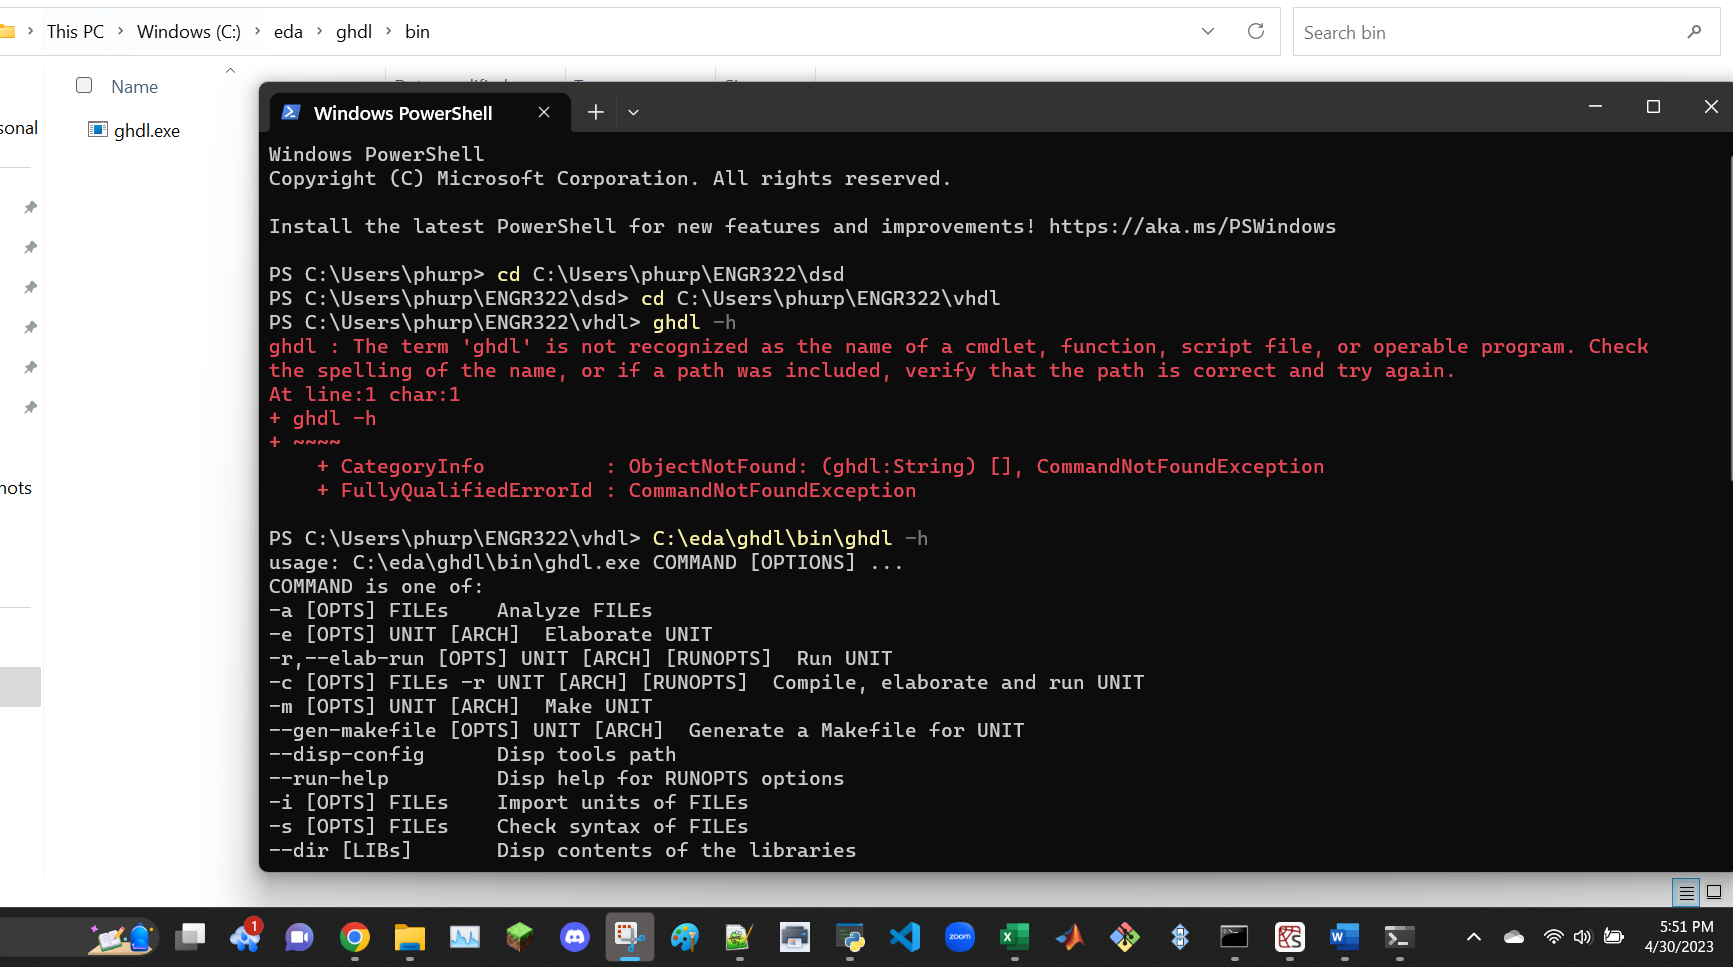 This PC > Windows (C:) > eda > ghdl > bin
Search bin
Name
sonal
ghdl.exe
hots
Windows PowerShell
Windows PowerShell
Copyright (C) Microsoft Corporation. All rights reserved.
Install the latest PowerShell for new features and improvements! https://aka.ms/PSWindows
PS C:\Users\phurp> cd C:\Users\phurp\ENGR322\dsd
PS C:\Users\phurp\ENGR322\dsd> cd C:\Users\phurp\ENGR322\vhdl
PS C:\Users\phurp\ENGR322\vhdl> ghdl -h
ghdl : The term 'ghdl' is not recognized as the name of a cmdlet, function, script file, or operable program. Check
the spelling of the name, or if a path was included, verify that the path is correct and try again.
At line:1 char:1
+ ghdl -h
+ ~~~~
    + CategoryInfo          : ObjectNotFound: (ghdl:String) [], CommandNotFoundException
    + FullyQualifiedErrorId : CommandNotFoundException
PS C:\Users\phurp\ENGR322\vhdl> C:\eda\ghdl\bin\ghdl -h
usage: C:\eda\ghdl\bin\ghdl.exe COMMAND [OPTIONS] ...
COMMAND is one of:
-a [OPTS] FILEs    Analyze FILEs
-e [OPTS] UNIT [ARCH]  Elaborate UNIT
-r,--elab-run [OPTS] UNIT [ARCH] [RUNOPTS]  Run UNIT
-c [OPTS] FILEs -r UNIT [ARCH] [RUNOPTS]  Compile, elaborate and run UNIT
-m [OPTS] UNIT [ARCH]  Make UNIT
--gen-makefile [OPTS] UNIT [ARCH]  Generate a Makefile for UNIT
--disp-config      Disp tools path
--run-help         Disp help for RUNOPTS options
-i [OPTS] FILEs    Import units of FILEs
-s [OPTS] FILEs    Check syntax of FILEs
--dir [LIBs]       Disp contents of the libraries
1
zoom
5:51 PM
4/30/2023